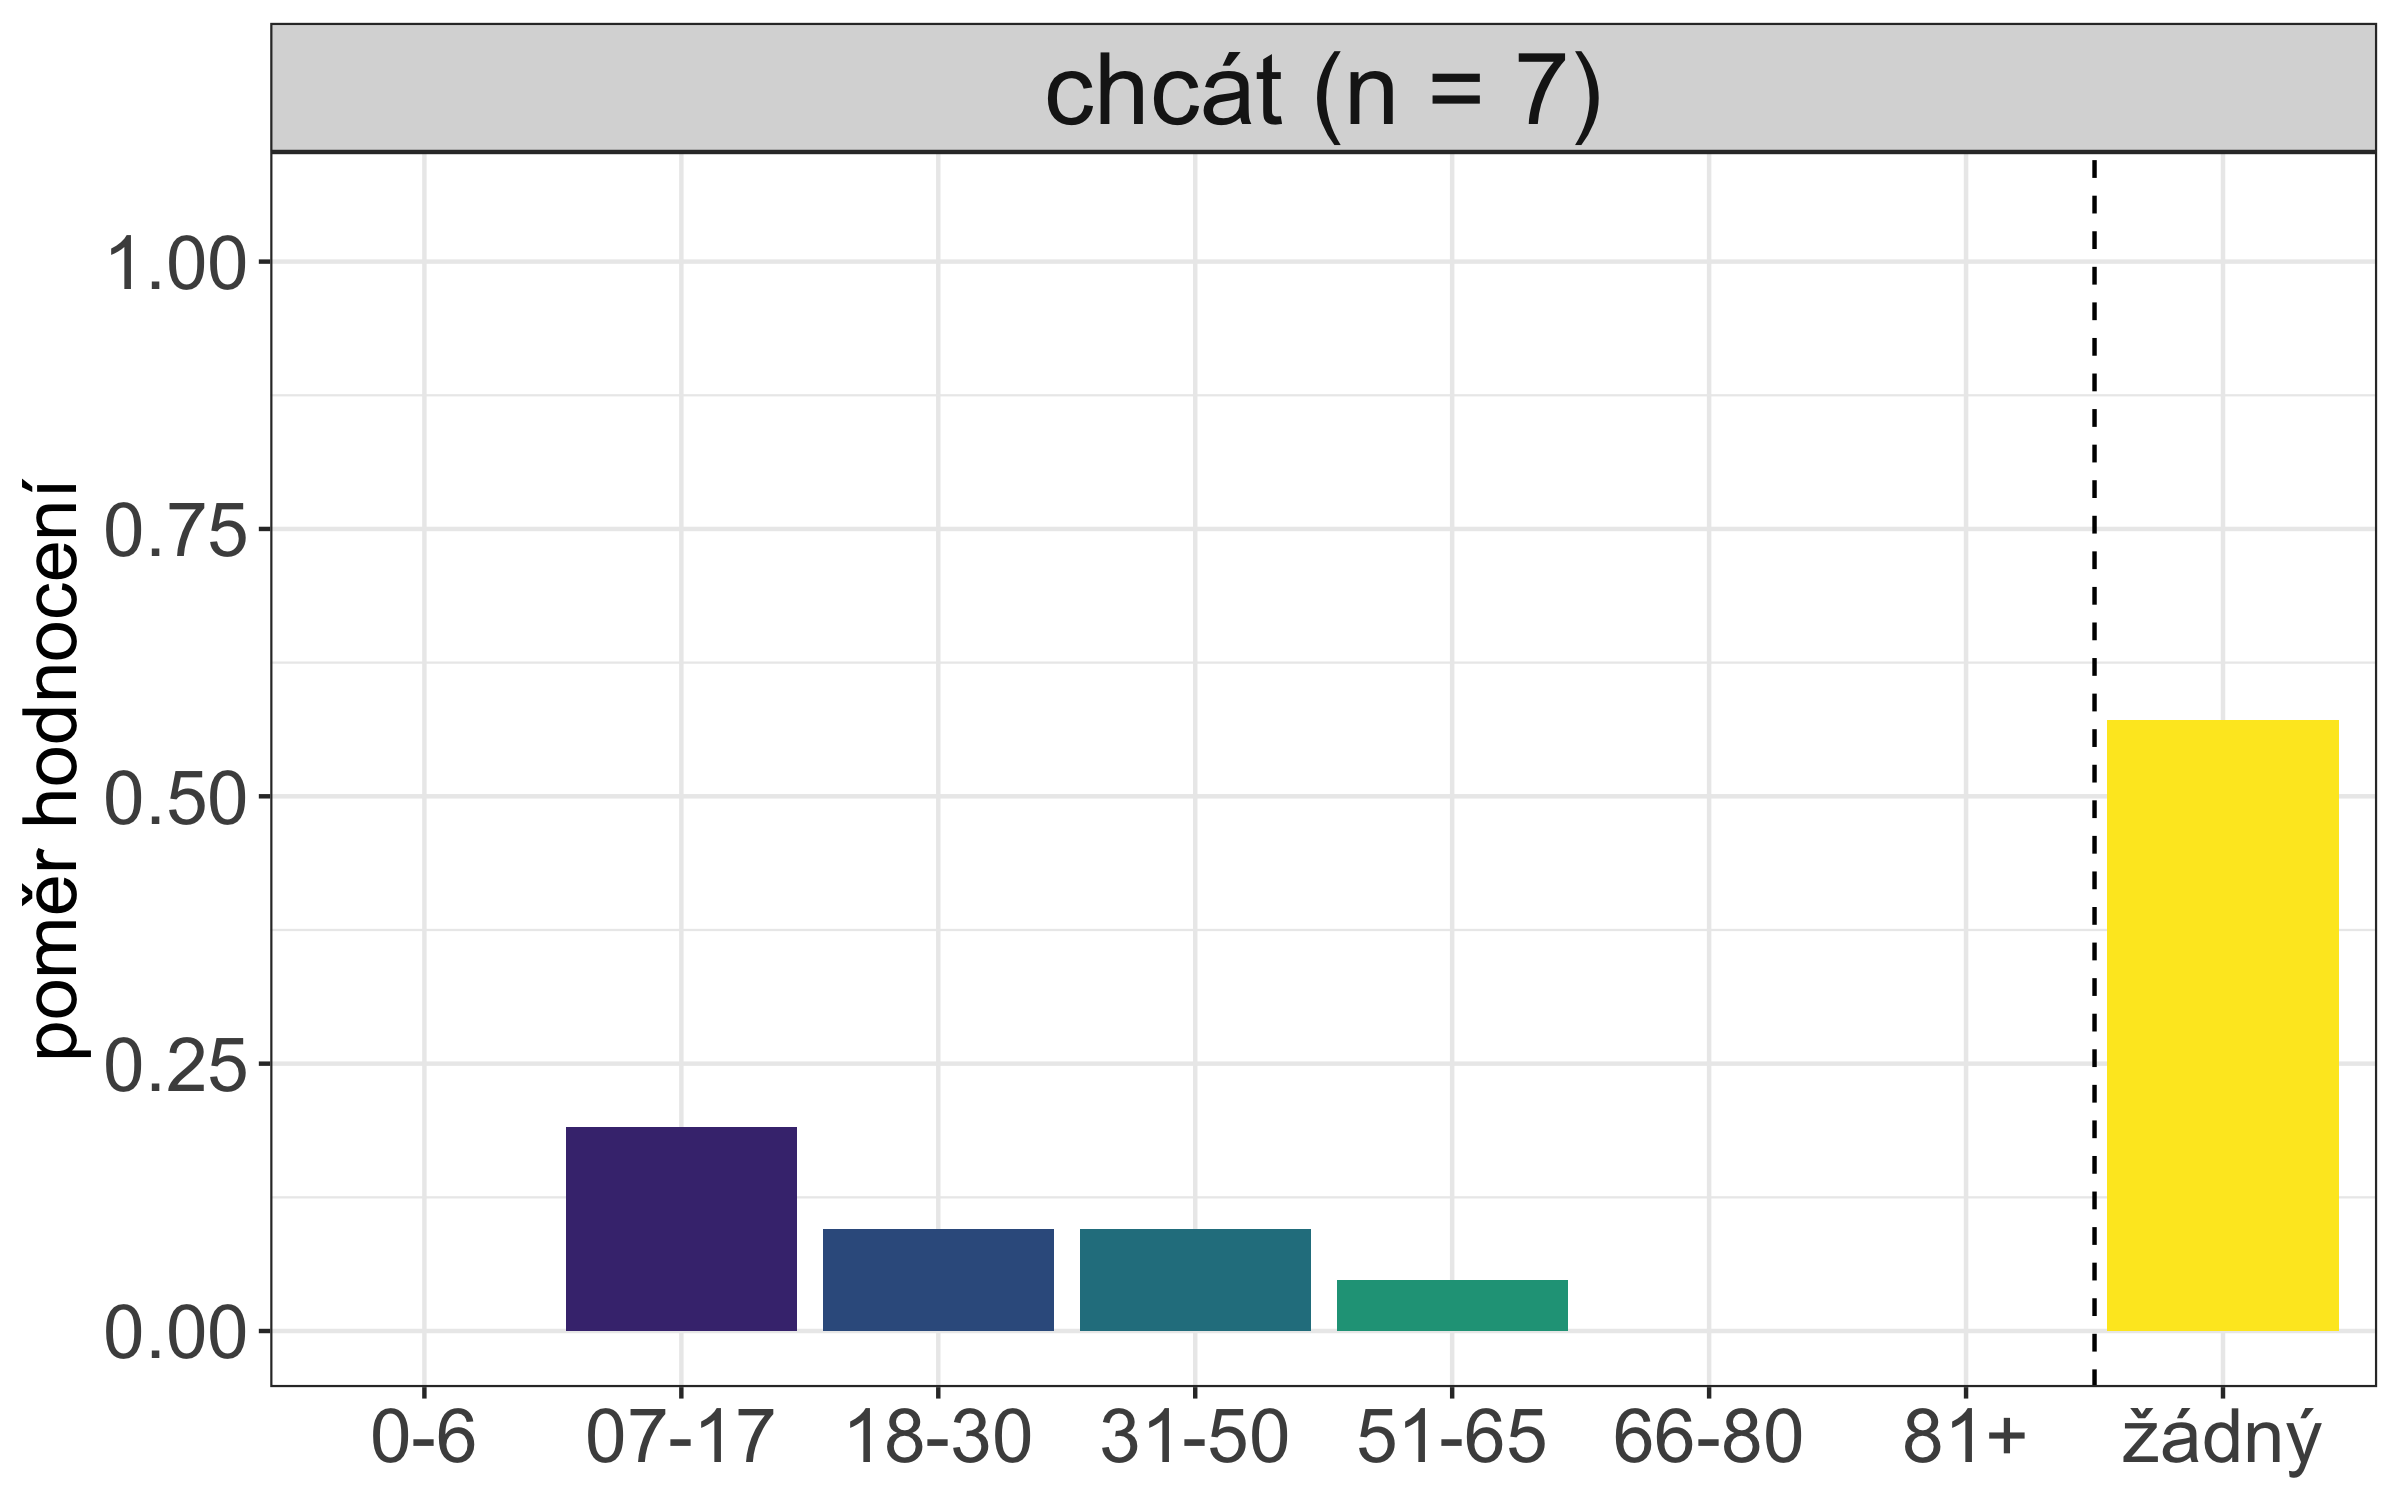 chcát (n = 7)
poměr hodnocení
1.00
0.75
0.50
0.25
0.00
0-6 07-17 18-30 31-50 51-65 66-80 81+ žádný